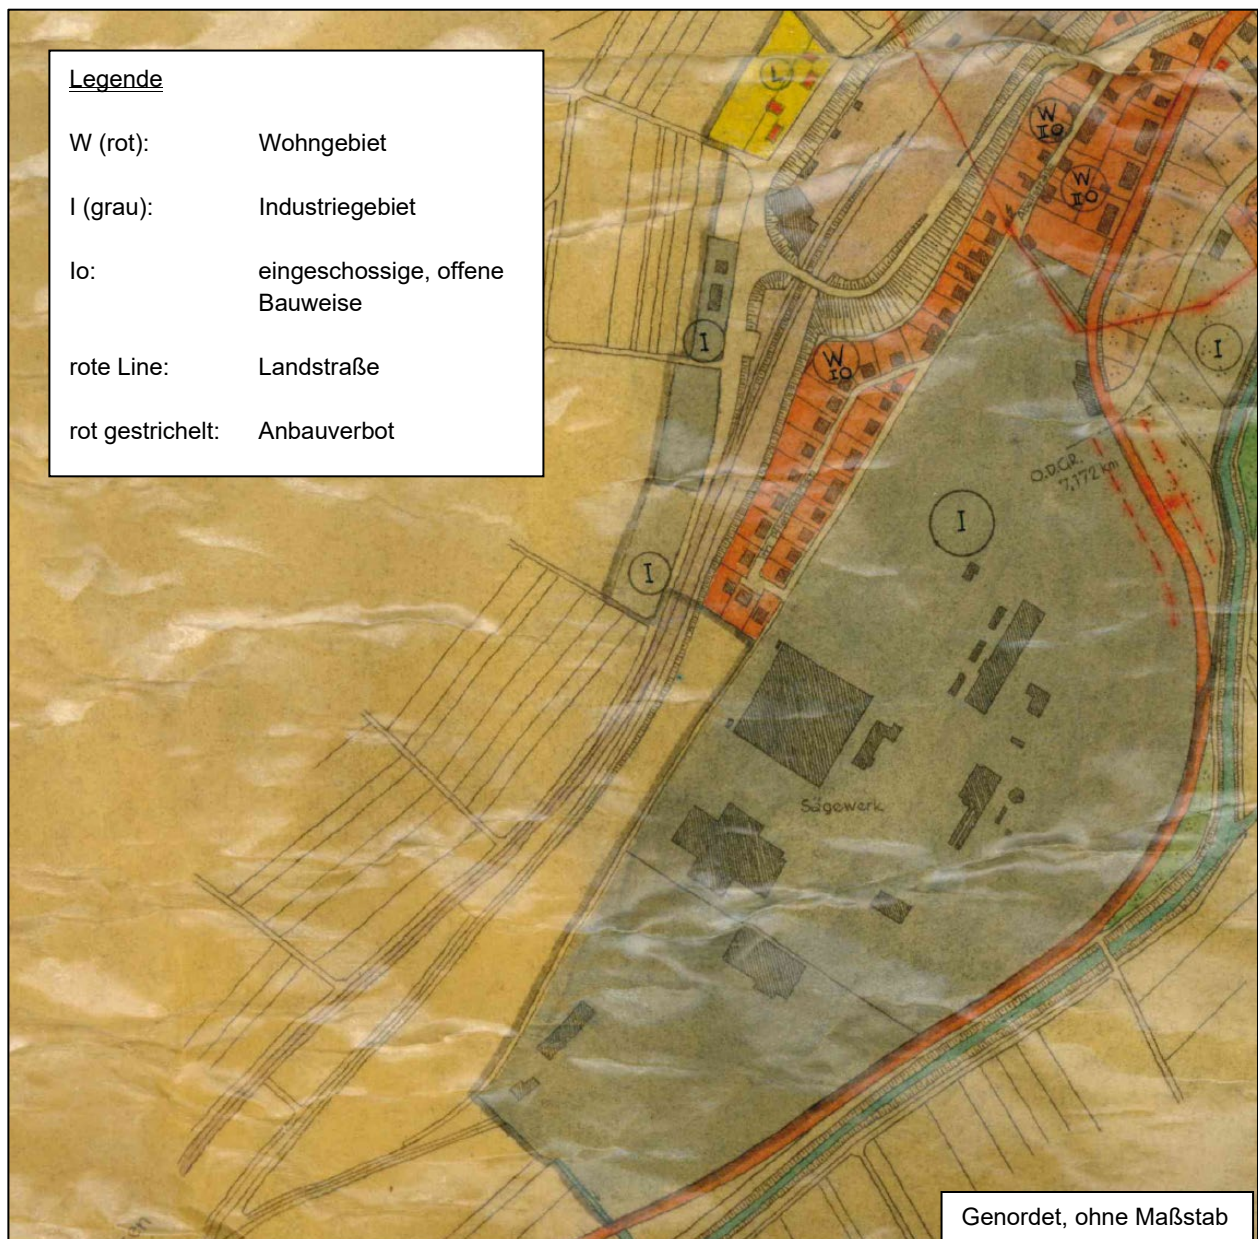 Legende
W (rot): Wohngebiet
I (grau): Industriegebiet
Io: eingeschossige, offene
Bauweise
rote Line: Landstraße
rot gestrichelt: Anbauverbot
L
W
IO
W
IIO
I
I
W
IO
O.D.G.R.
7,172 km
I
I
Sägewerk
Genordet, ohne Maßstab